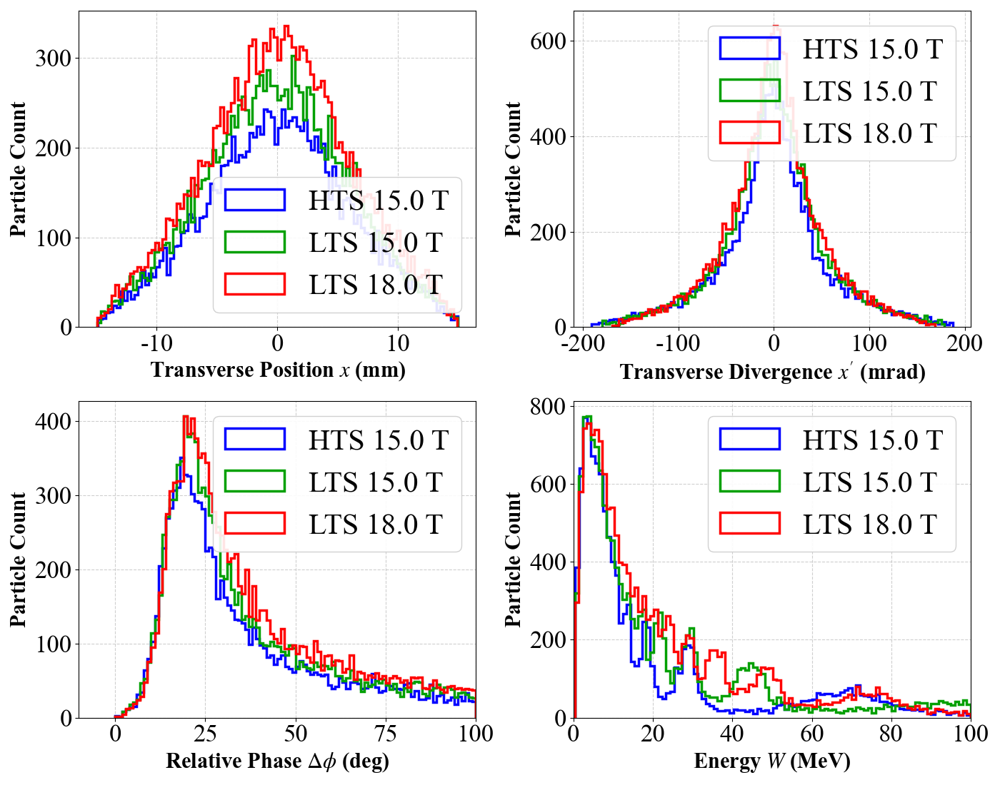 Particle Count
300
200
100
0
-10
0
10
Transverse Position x (mm)
HTS 15.0 T
LTS 15.0 T
LTS 18.0 T
Particle Count
600
400
200
0
-200
-100
0
100
200
Transverse Divergence x′ (mrad)
HTS 15.0 T
LTS 15.0 T
LTS 18.0 T
Particle Count
400
300
200
100
0
0
25
50
75
100
Relative Phase Δϕ (deg)
HTS 15.0 T
LTS 15.0 T
LTS 18.0 T
Particle Count
800
600
400
200
0
0
20
40
60
80
100
Energy W (MeV)
HTS 15.0 T
LTS 15.0 T
LTS 18.0 T